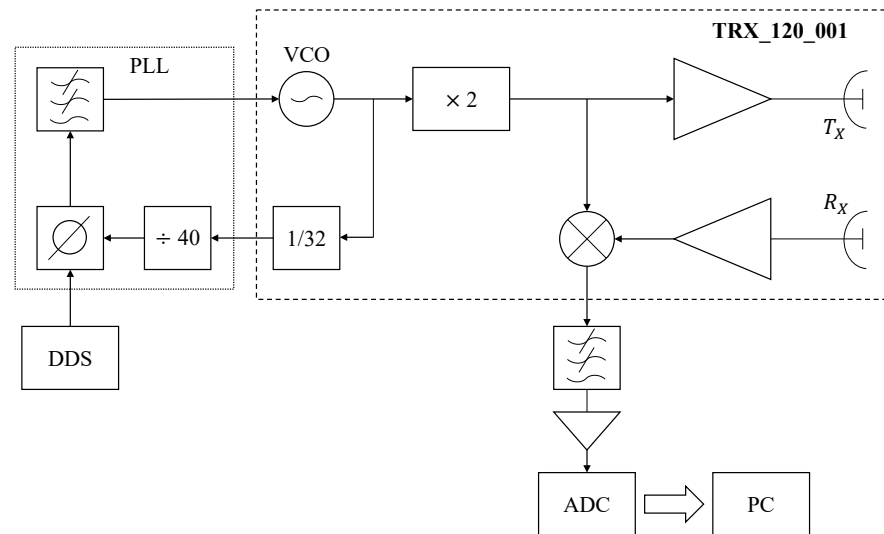 TRX_120_001
VCO
PLL
× 2
T_X
÷ 40
1/32
R_X
DDS
ADC
PC